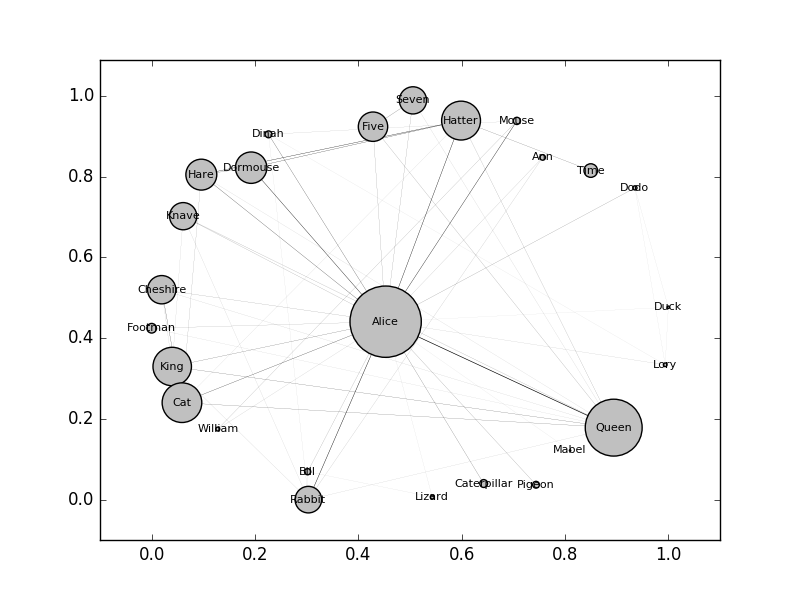 1.0
Seven
Five
Hatter
Mouse
Dinah
Ann
Dormouse
Hare
Time
0.8
Dodo
Knave
0.6
Cheshire
Duck
Footman
Alice
0.4
King
Lory
Cat
0.2
William
Queen
Mabel
Bill
Caterpillar
Pigeon
Lizard
Rabbit
0.0
0.0 0.2 0.4 0.6 0.8 1.0